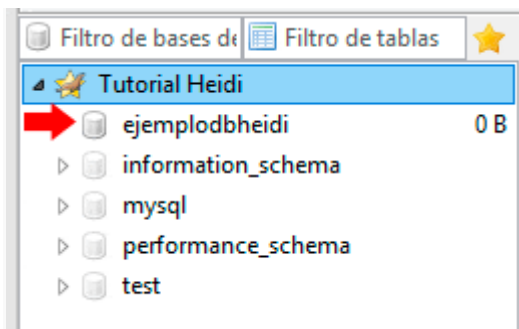 Filtro de bases de Filtro de tablas
Tutorial Heidi
ejemplodbheidi 0 B
information_schema
mysql
performance_schema
test